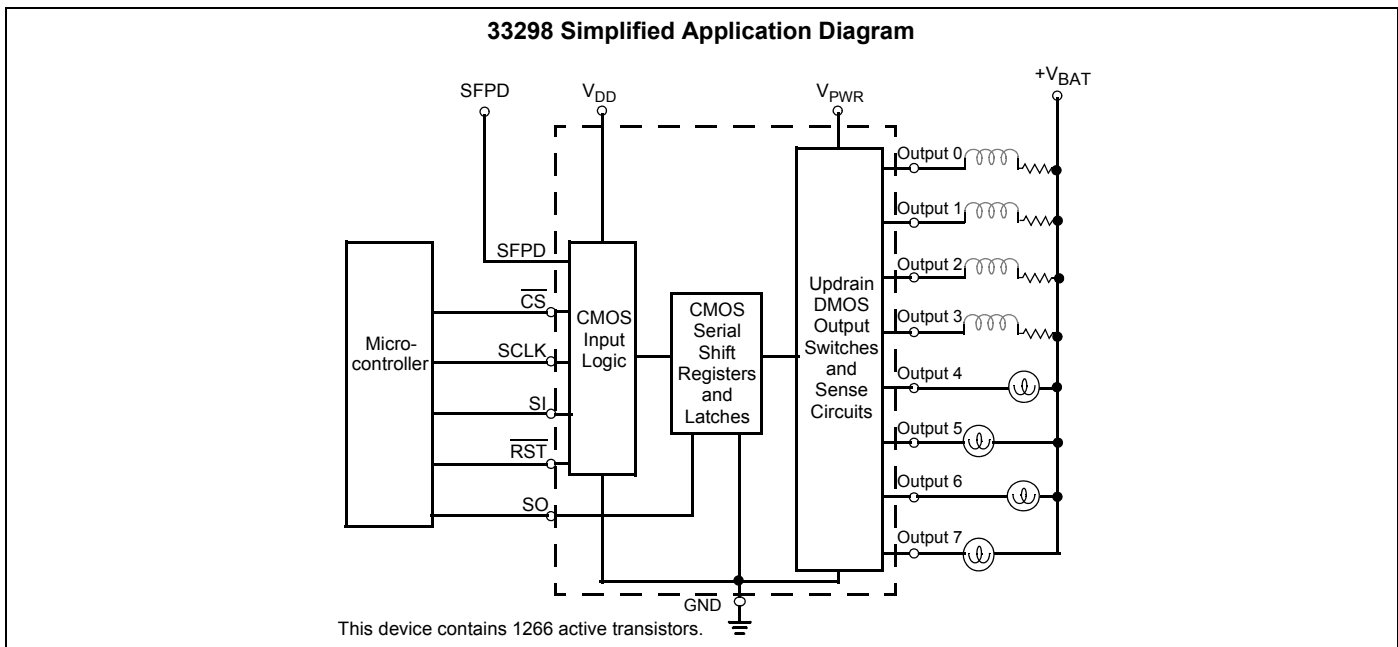 33298 Simplified Application Diagram
SFPD
VDD
VPWR
+VBAT
SFPD
CS
SCLK
SI
RST
SO
Micro-
controller
CMOS
Input
Logic
CMOS
Serial
Shift
Registers
and
Latches
Updrain
DMOS
Output
Switches
and
Sense
Circuits
Output 0
Output 1
Output 2
Output 3
Output 4
Output 5
Output 6
Output 7
GND
This device contains 1266 active transistors.